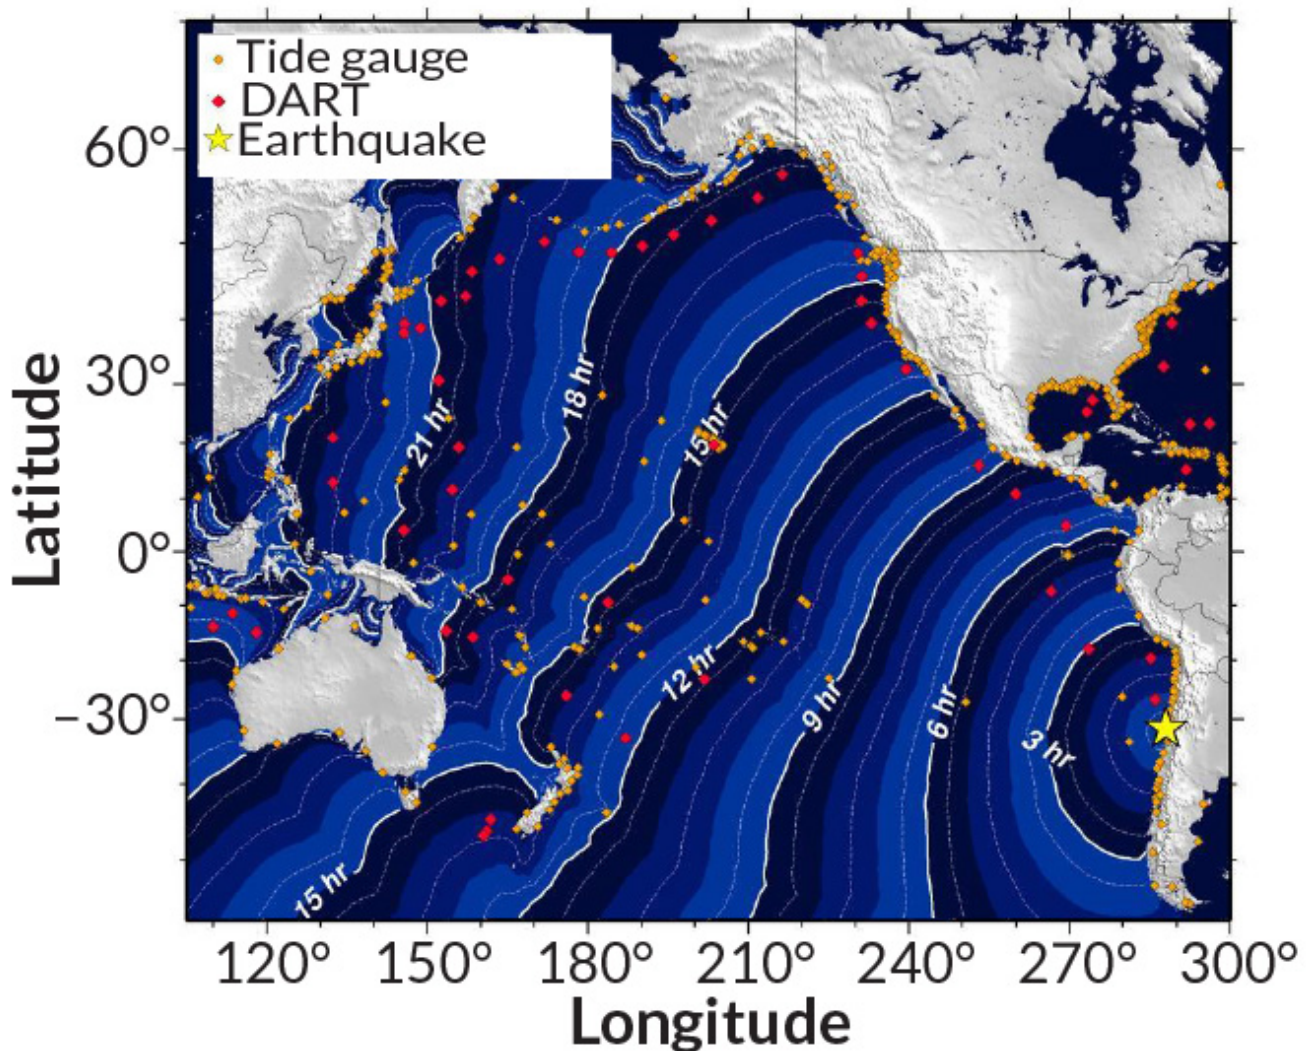 Tide gauge
DART
Earthquake
60°
30°
0°
−30°
Latitude
21 hr
18 hr
15 hr
12 hr
9 hr
6 hr
3 hr
15 hr
120°
150°
180°
210°
240°
270°
300°
Longitude